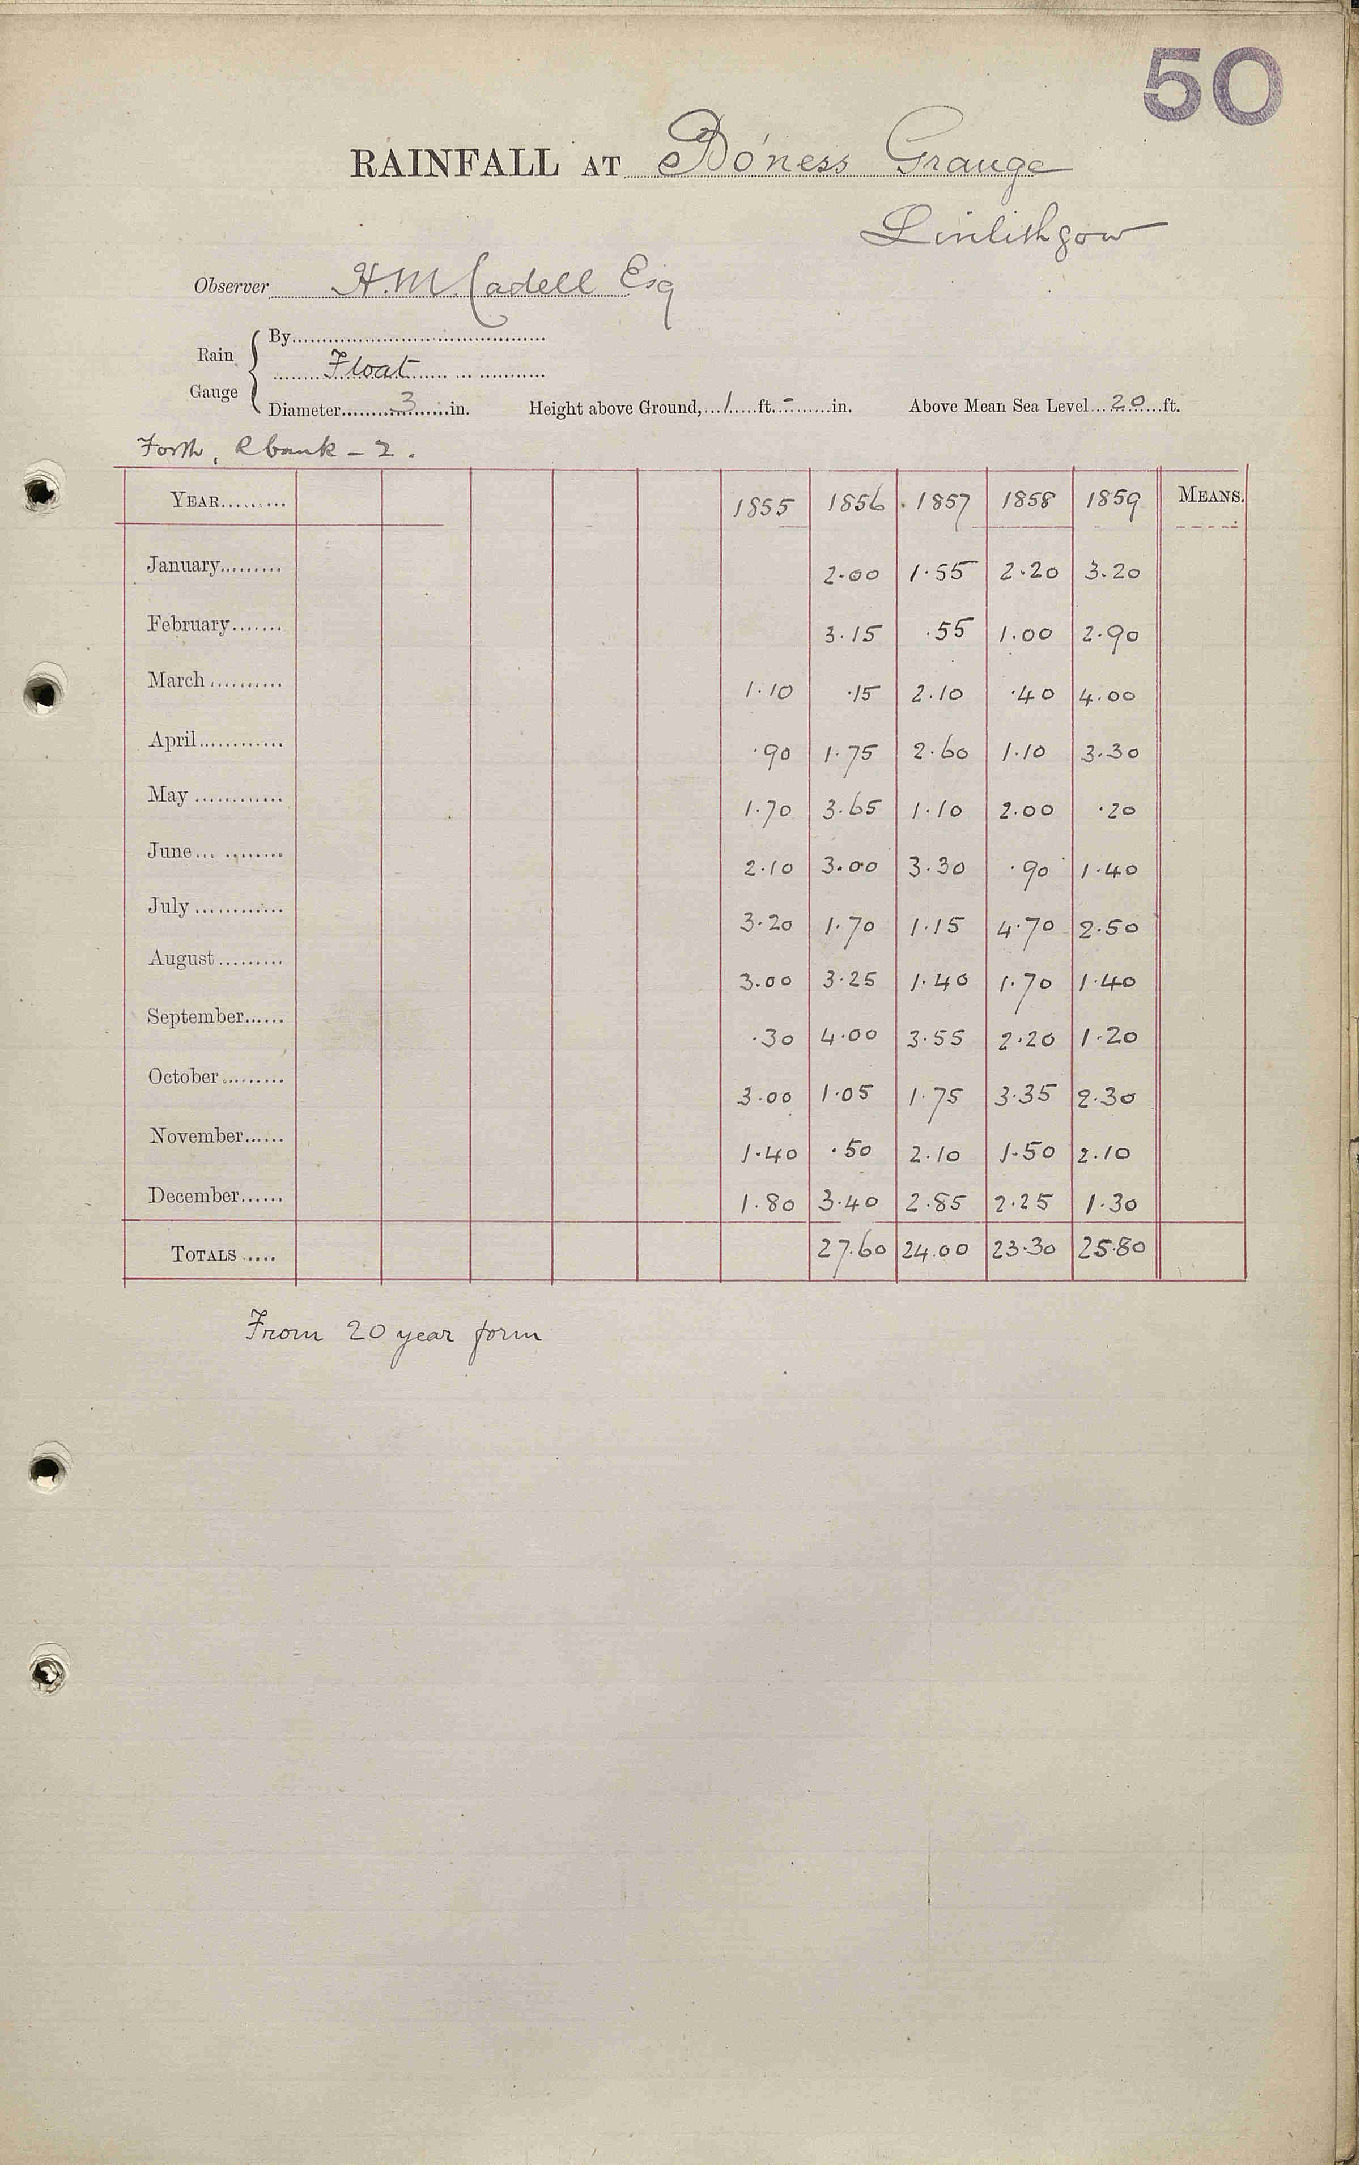 50
RAINFALL AT Bo'ness Grange
Linlithgow
Observer H. M. Cadell Esq
Rain Gauge { By
Float
Diameter 3 in. Height above Ground, 1 ft. - in. Above Mean Sea Level 20 ft.
Forth, R bank - 2.
YEAR 1855 1856 1857 1858 1859 MEANS.
January 2.00 1.55 2.20 3.20
February 3.15 .55 1.00 2.90
March 1.10 .15 2.10 .40 4.00
April .90 1.75 2.60 1.10 3.30
May 1.70 3.65 1.10 2.00 .20
June 2.10 3.00 3.30 .90 1.40
July 3.20 1.70 1.15 4.70 2.50
August 3.00 3.25 1.40 1.70 1.40
September .30 4.00 3.55 2.20 1.20
October 3.00 1.05 1.75 3.35 2.30
November 1.40 .50 2.10 1.50 2.10
December 1.80 3.40 2.85 2.25 1.30
TOTALS 27.60 24.00 23.30 25.80
From 20 year form